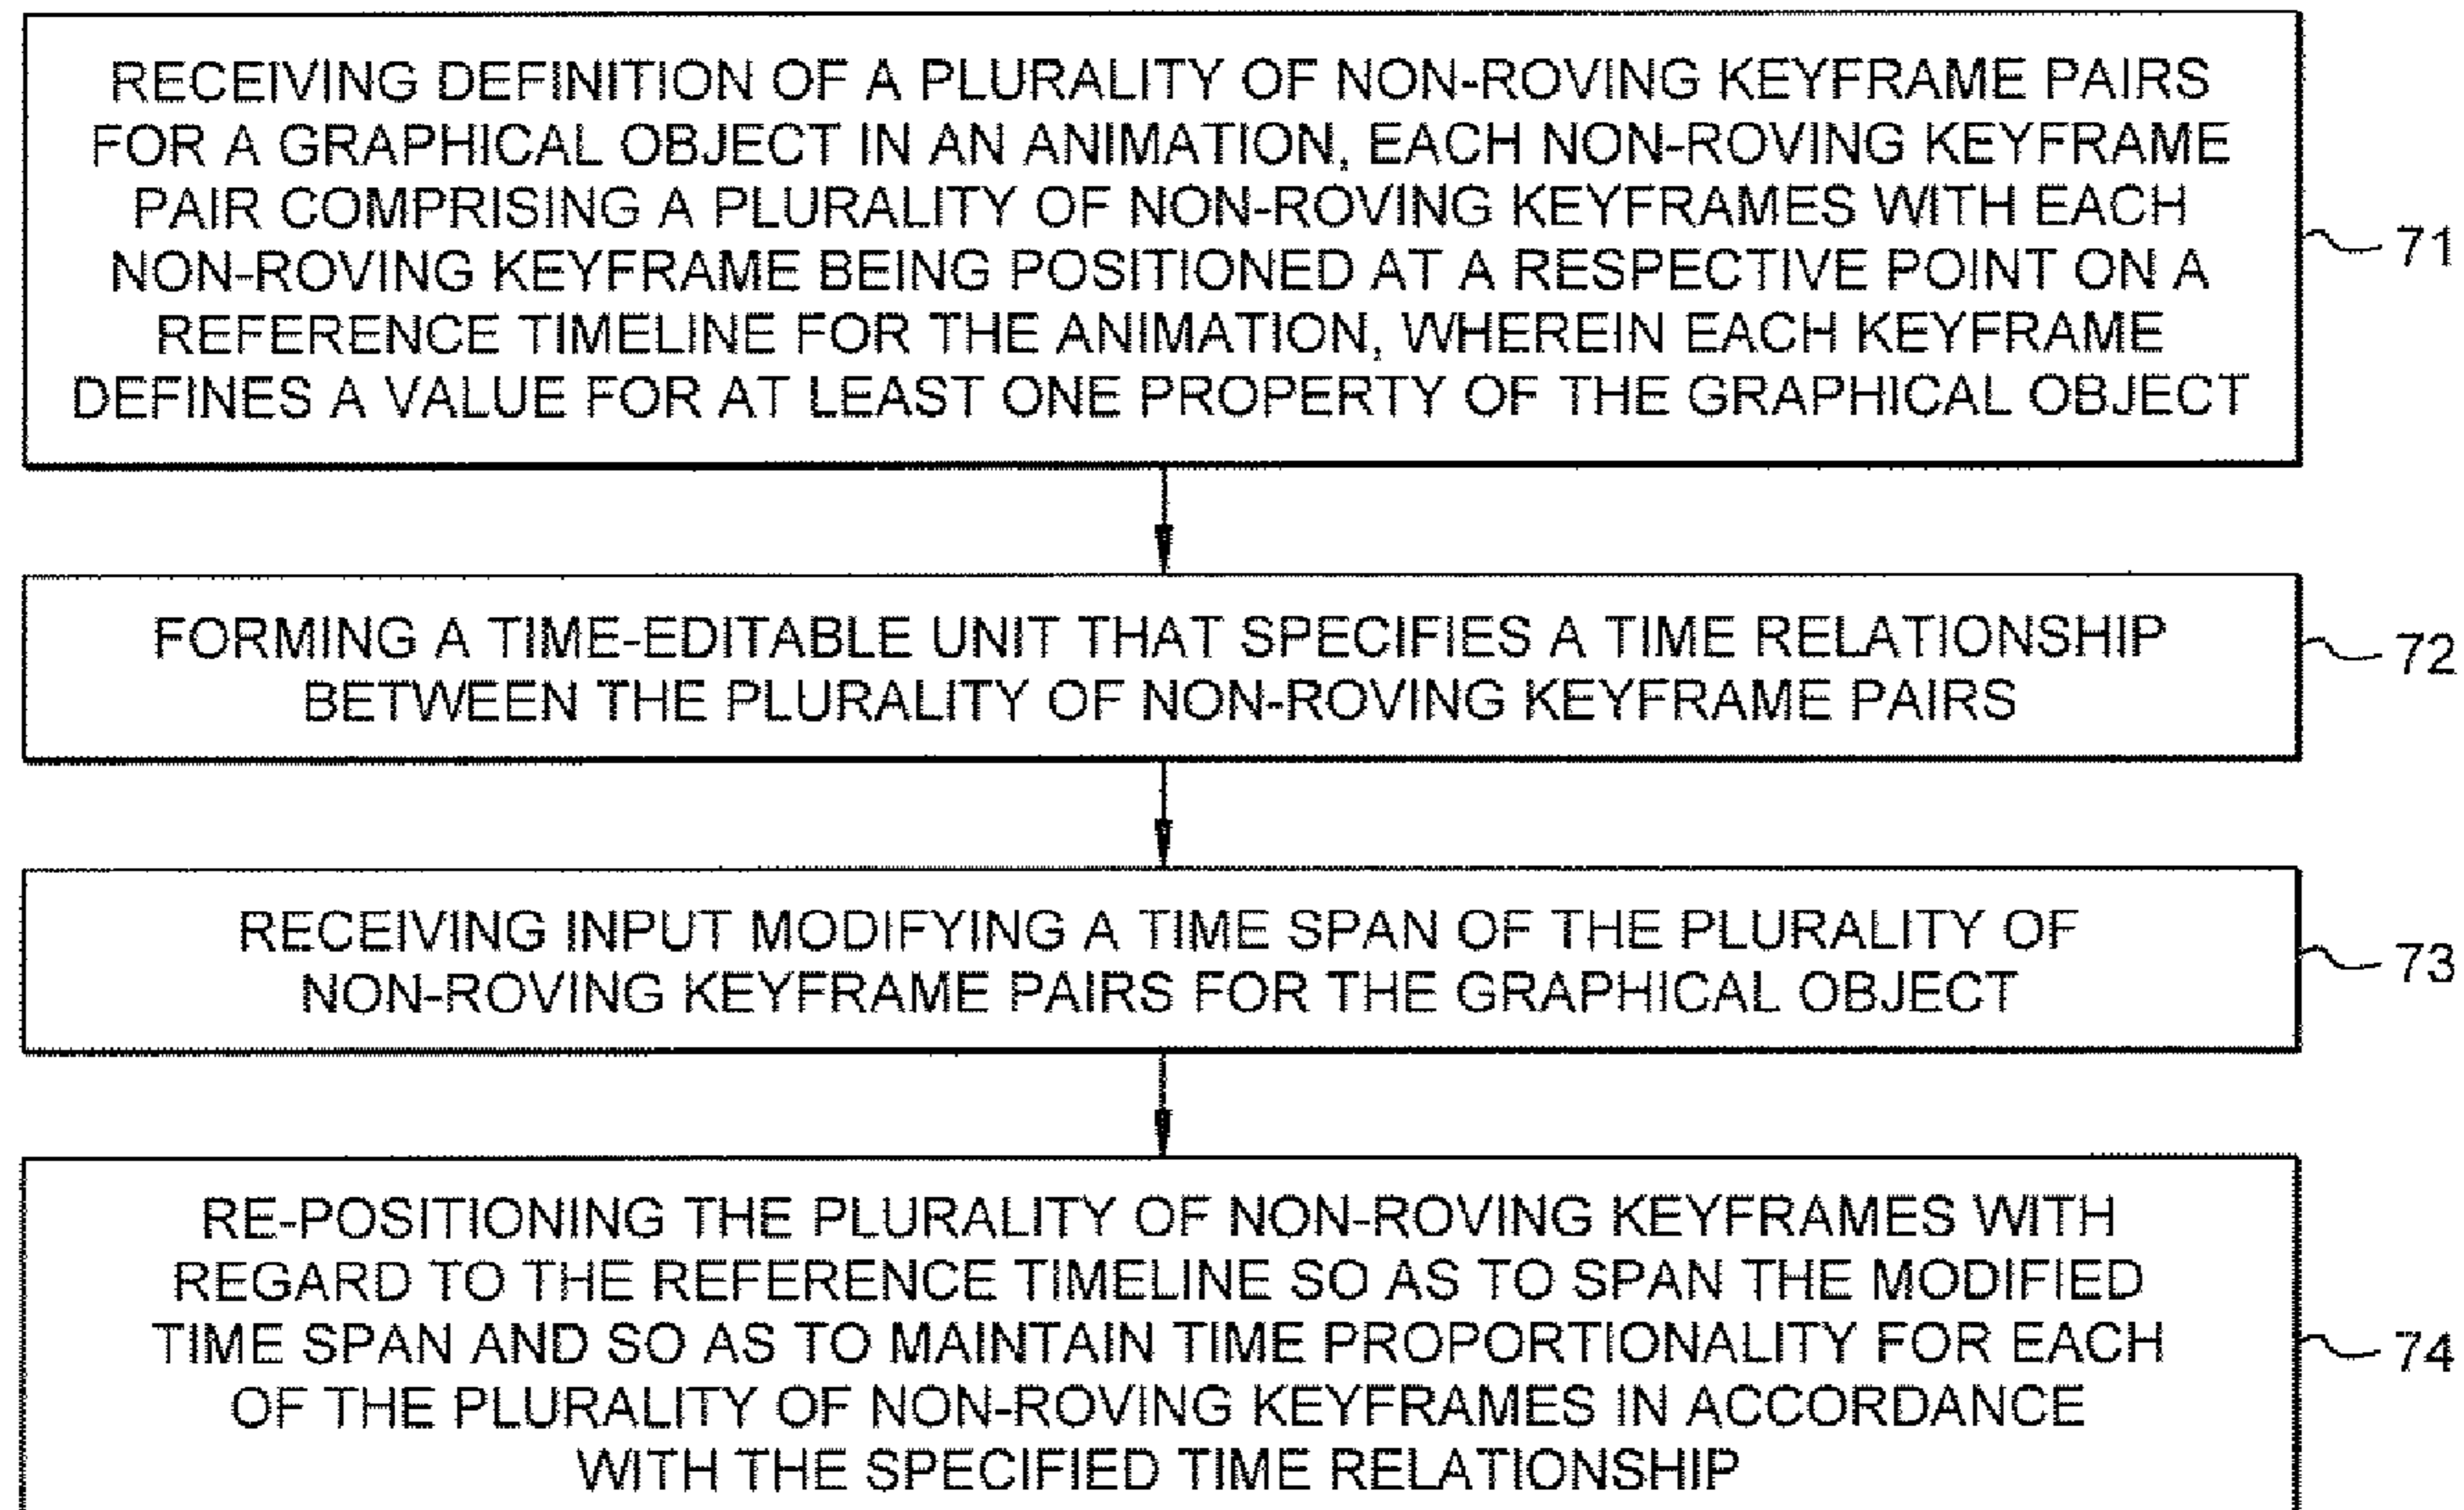 RECEIVING DEFINITION OF A PLURALITY OF NON-ROVING KEYFRAME PAIRS
FOR A GRAPHICAL OBJECT IN AN ANIMATION, EACH NON-ROVING KEYFRAME
PAIR COMPRISING A PLURALITY OF NON-ROVING KEYFRAMES WITH EACH
NON-ROVING KEYFRAME BEING POSITIONED AT A RESPECTIVE POINT ON A
REFERENCE TIMELINE FOR THE ANIMATION, WHEREIN EACH KEYFRAME
DEFINES A VALUE FOR AT LEAST ONE PROPERTY OF THE GRAPHICAL OBJECT
71
FORMING A TIME-EDITABLE UNIT THAT SPECIFIES A TIME RELATIONSHIP
BETWEEN THE PLURALITY OF NON-ROVING KEYFRAME PAIRS
72
RECEIVING INPUT MODIFYING A TIME SPAN OF THE PLURALITY OF
NON-ROVING KEYFRAME PAIRS FOR THE GRAPHICAL OBJECT
73
RE-POSITIONING THE PLURALITY OF NON-ROVING KEYFRAMES WITH
REGARD TO THE REFERENCE TIMELINE SO AS TO SPAN THE MODIFIED
TIME SPAN AND SO AS TO MAINTAIN TIME PROPORTIONALITY FOR EACH
OF THE PLURALITY OF NON-ROVING KEYFRAMES IN ACCORDANCE
WITH THE SPECIFIED TIME RELATIONSHIP
74